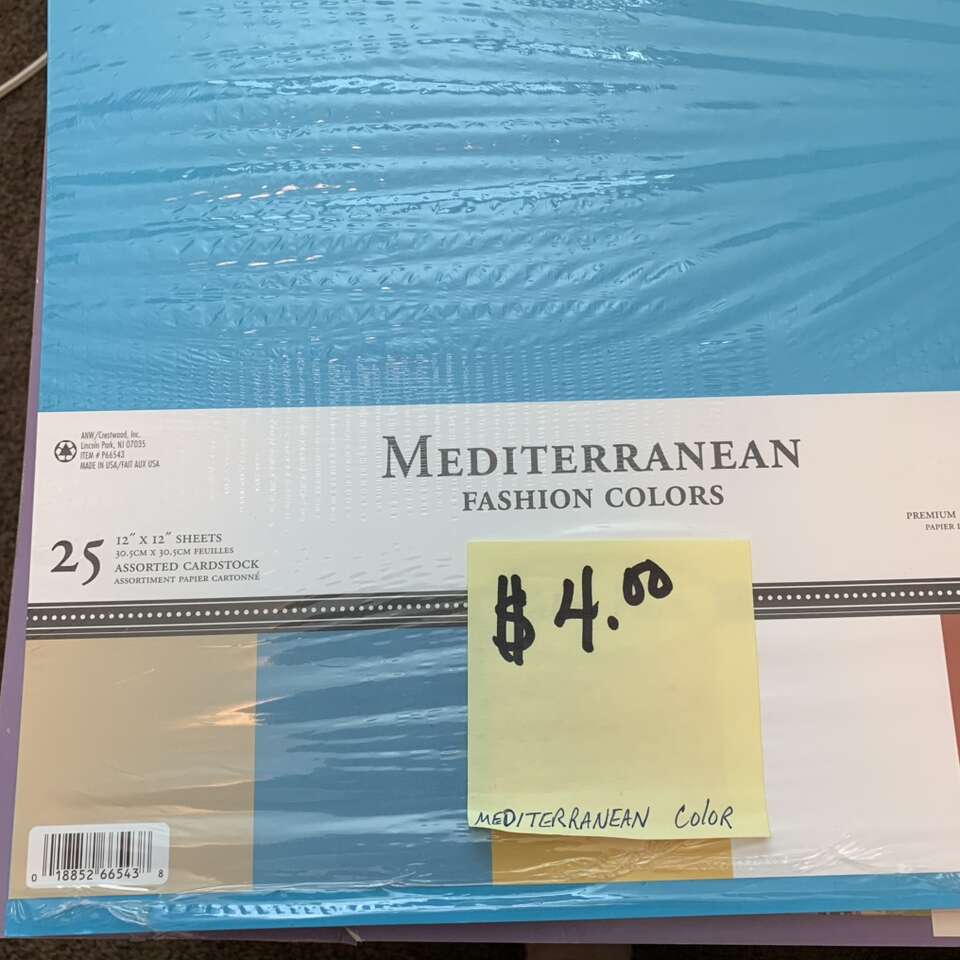 ANW/Crestwood, Inc.
Lincoln Park, NJ 07035
ITEM # P66543
MADE IN USA/FAIT AUX USA
MEDITERRANEAN
FASHION COLORS
25
12" X 12" SHEETS
30.5CM X 30.5CM FEUILLES
ASSORTED CARDSTOCK
ASSORTIMENT PAPIER CARTONNÉ
PREMIUM
PAPIER
$4.00
MEDITERRANEAN COLOR
0 18852 66543 8